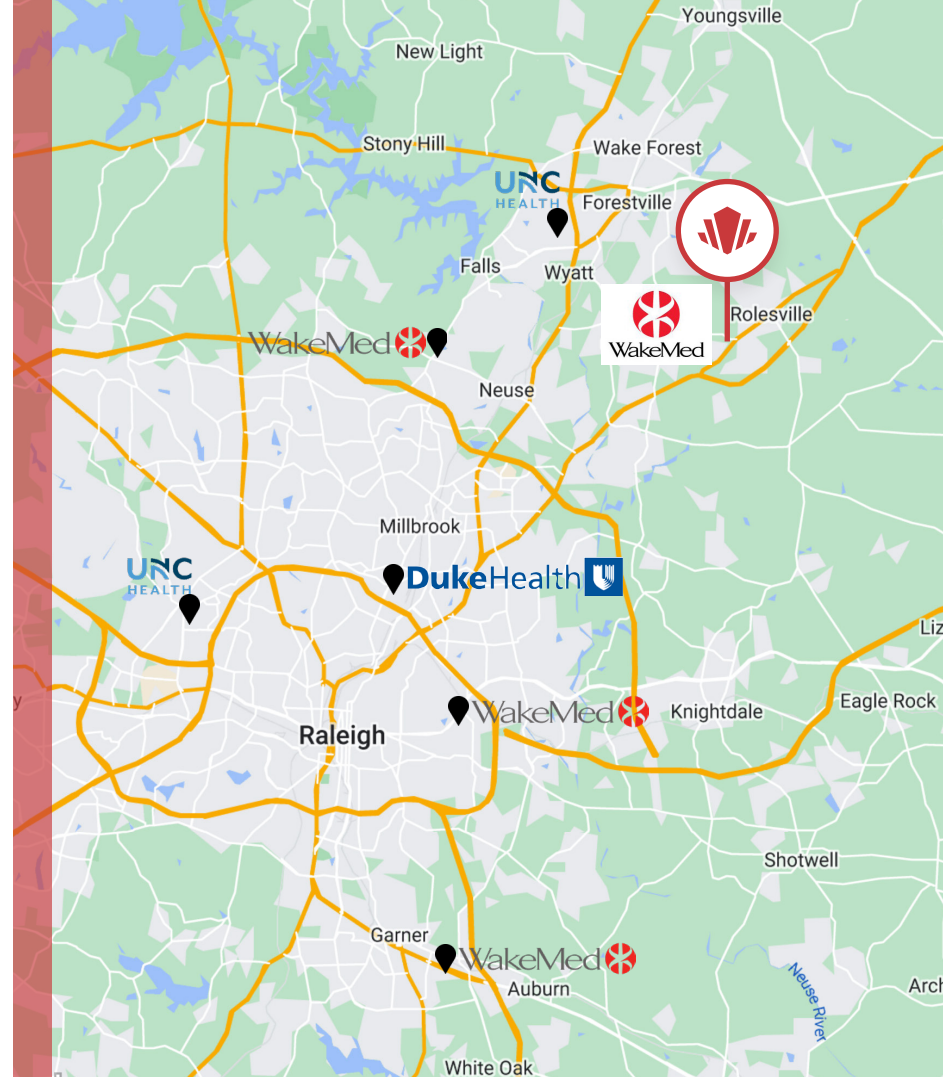 Youngsville
New Light
Stony Hill
Wake Forest
UNC
HEALTH
Forestville
Falls
Wyatt
Rolesville
WakeMed
WakeMed
Neuse
Millbrook
UNC
HEALTH
DukeHealth
Liz
y
Eagle Rock
WakeMed
Knightdale
Raleigh
Shotwell
Garner
WakeMed
Auburn
Neuse River
Arch
White Oak